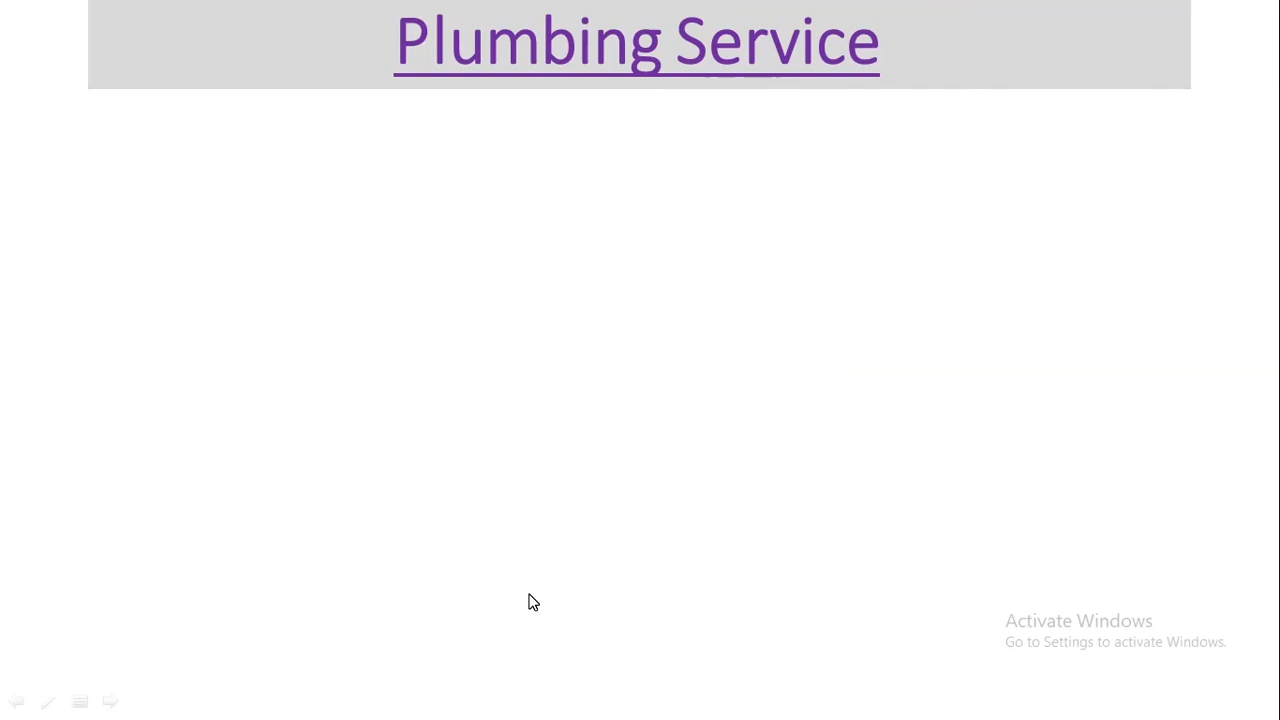 Plumbing Service
Activate Windows
Go to Settings to activate Windows.